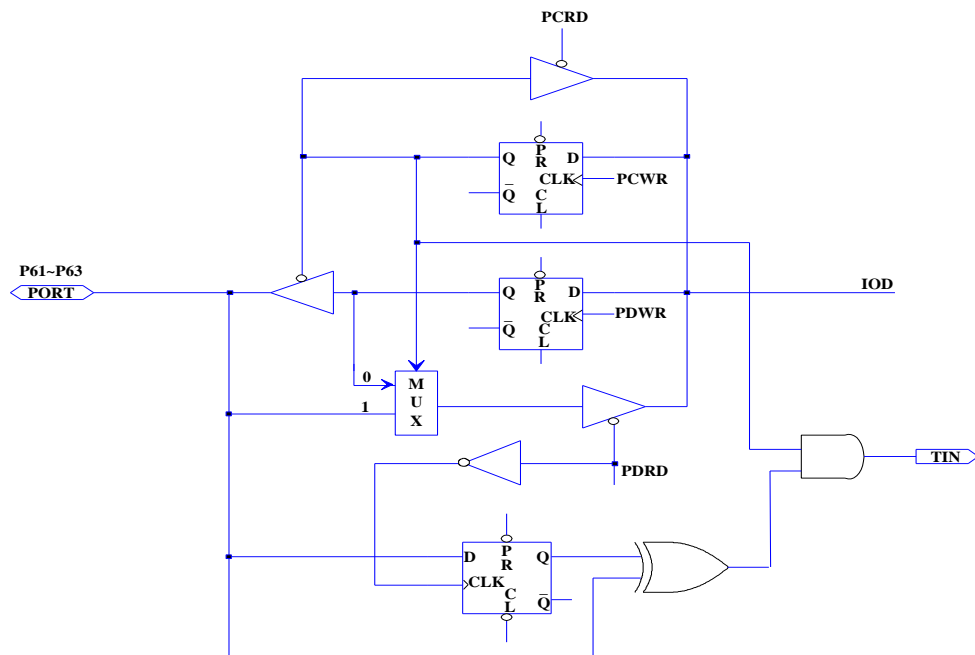 PCRD
P
R
Q
D
CLK
PCWR
Q̅
C
L
P61~P63
PORT
P
R
Q
D
IOD
CLK
PDWR
Q̅
C
L
0
M
U
X
1
PDRD
TIN
P
R
D
Q
CLK
C
L
Q̅